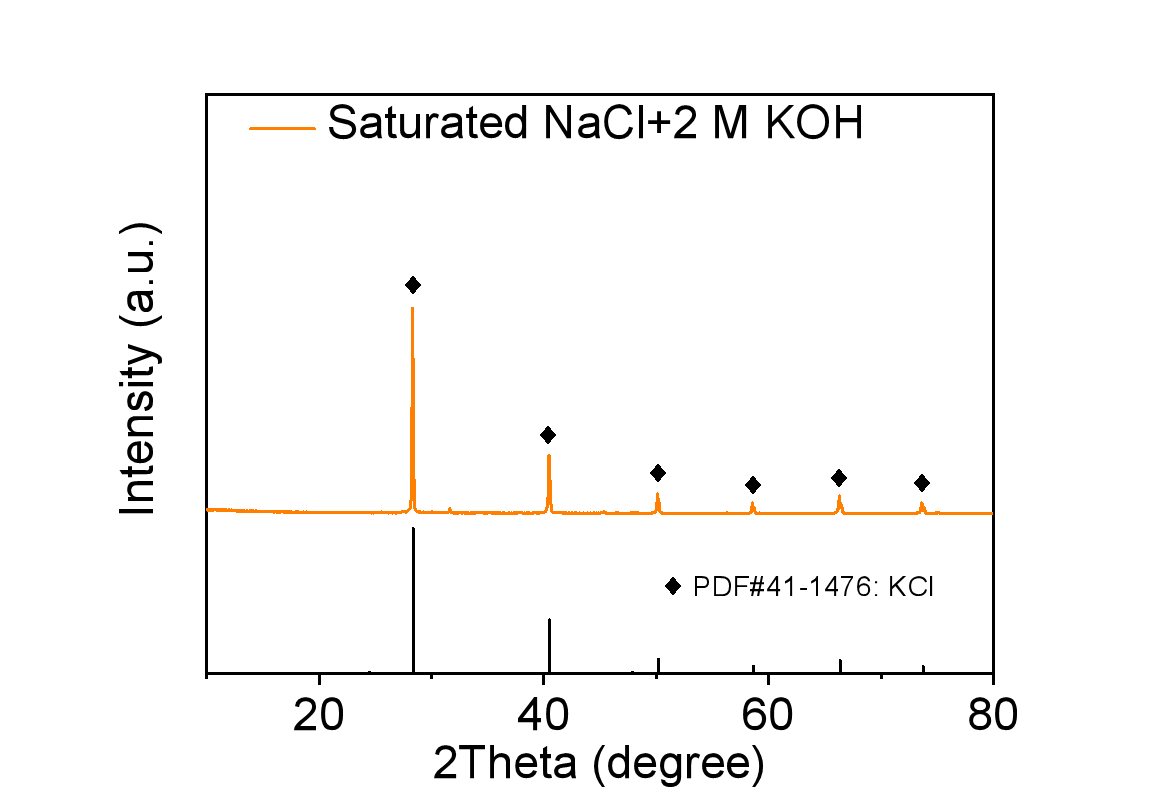 Saturated NaCl+2 M KOH
Intensity (a.u.)
◆ PDF#41-1476: KCl
20 40 60 80
2Theta (degree)